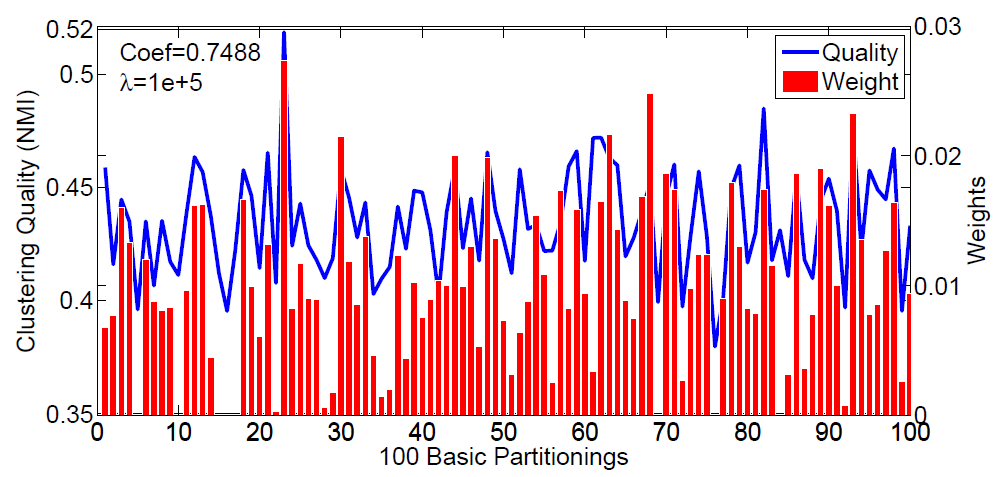 Coef=0.7488
λ=1e+5
Quality
Weight
Clustering Quality (NMI)
0.52
0.5
0.45
0.4
0.35
0.03
0.02
0.01
0
Weights
0 10 20 30 40 50 60 70 80 90 100
100 Basic Partitionings